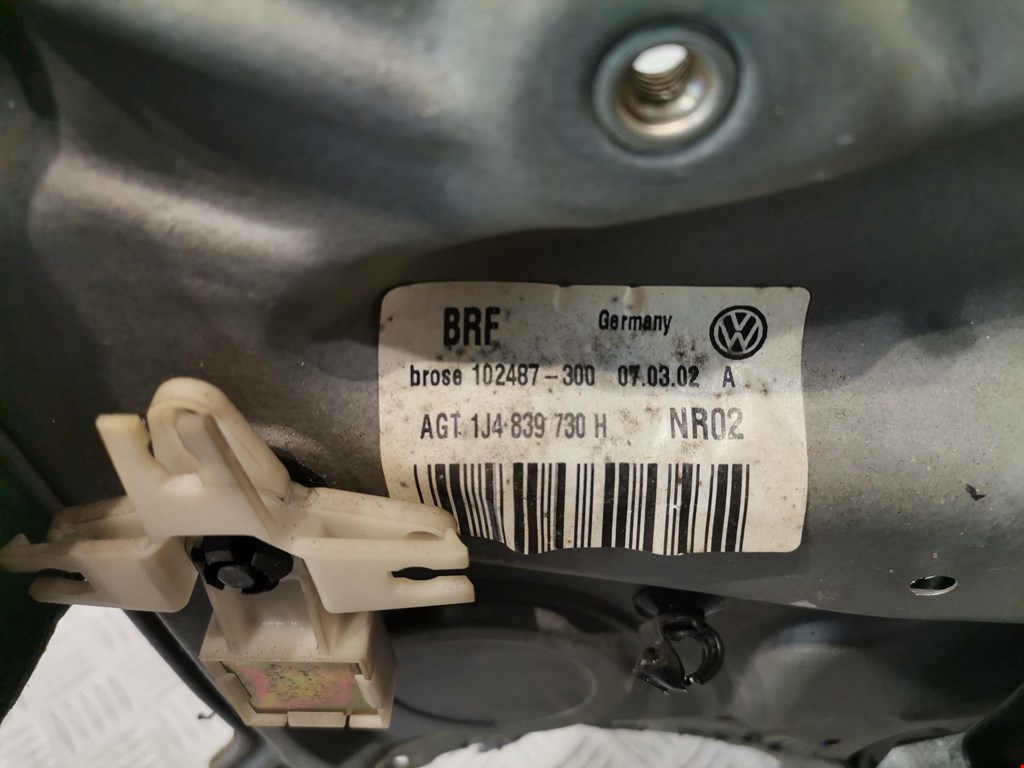 BRF Germany
brose 102487-300 07.03.02 A
AGT 1J4 839 730 H NR02